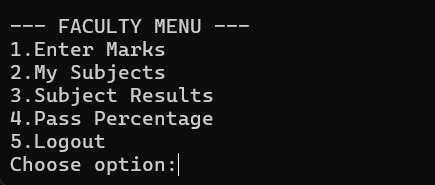 --- FACULTY MENU ---
1.Enter Marks
2.My Subjects
3.Subject Results
4.Pass Percentage
5.Logout
Choose option: